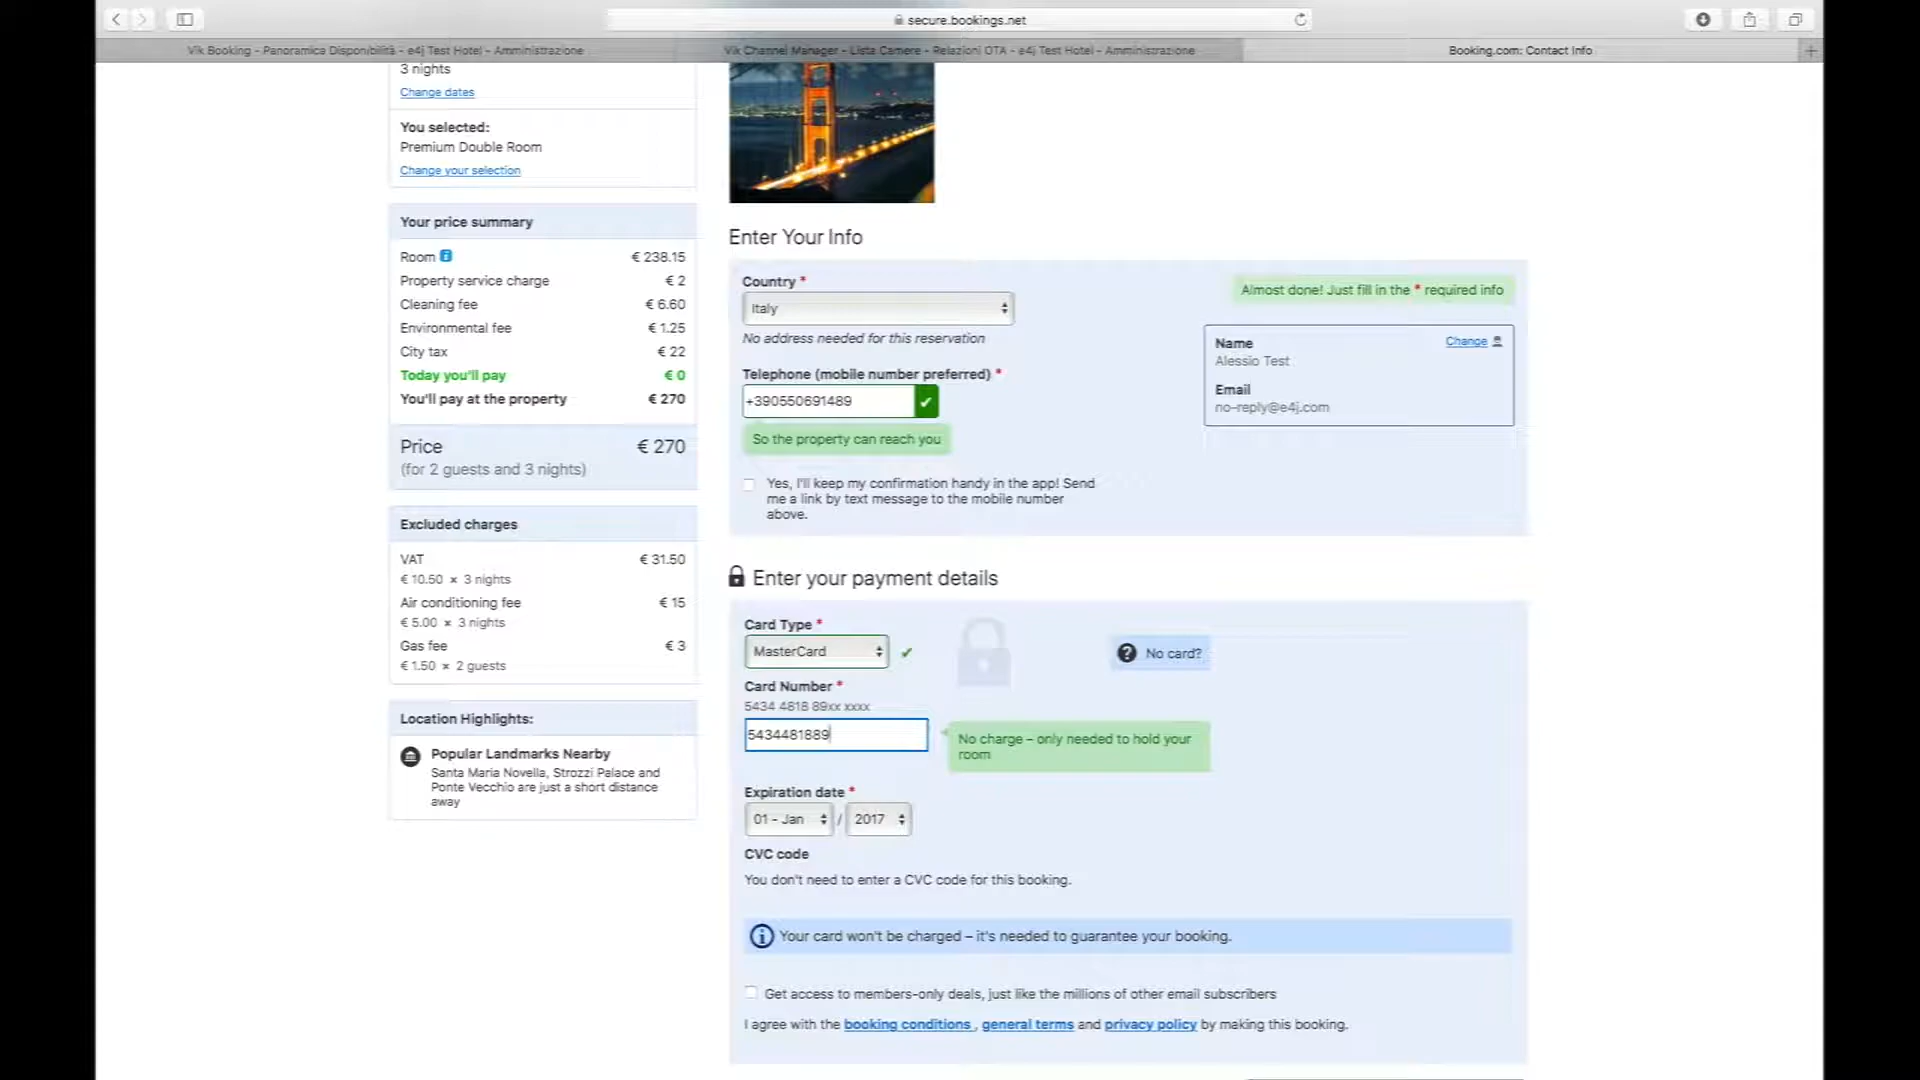 secure.bookings.net
Vik Booking - Panoramica Disponibilità - e4j Test Hotel - Amministrazione
Vik Channel Manager - Lista Camere - Relazioni OTA - e4j Test Hotel - Amministrazione
Booking.com: Contact Info
3 nights
Change dates
You selected:
Premium Double Room
Change your selection
Your price summary
Room € 238.15
Property service charge € 2
Cleaning fee € 6.60
Environmental fee € 1.25
City tax € 22
Today you'll pay € 0
You'll pay at the property € 270
Price € 270
(for 2 guests and 3 nights)
Excluded charges
VAT € 31.50
€ 10.50 × 3 nights
Air conditioning fee € 15
€ 5.00 × 3 nights
Gas fee € 3
€ 1.50 × 2 guests
Location Highlights:
Popular Landmarks Nearby
Santa Maria Novella, Strozzi Palace and
Ponte Vecchio are just a short distance
away
Enter Your Info
Country *
Italy
No address needed for this reservation
Telephone (mobile number preferred) *
+390550691489
So the property can reach you
Yes, I'll keep my confirmation handy in the app! Send
me a link by text message to the mobile number
above.
Almost done! Just fill in the * required info
Name Change
Alessio Test
Email
no-reply@e4j.com
Enter your payment details
Card Type *
MasterCard
No card?
Card Number *
5434 4818 89xx xxxx
5434481889
No charge – only needed to hold your
room
Expiration date *
01 - Jan / 2017
CVC code
You don't need to enter a CVC code for this booking.
Your card won't be charged – it's needed to guarantee your booking.
Get access to members-only deals, just like the millions of other email subscribers
I agree with the booking conditions , general terms and privacy policy by making this booking.